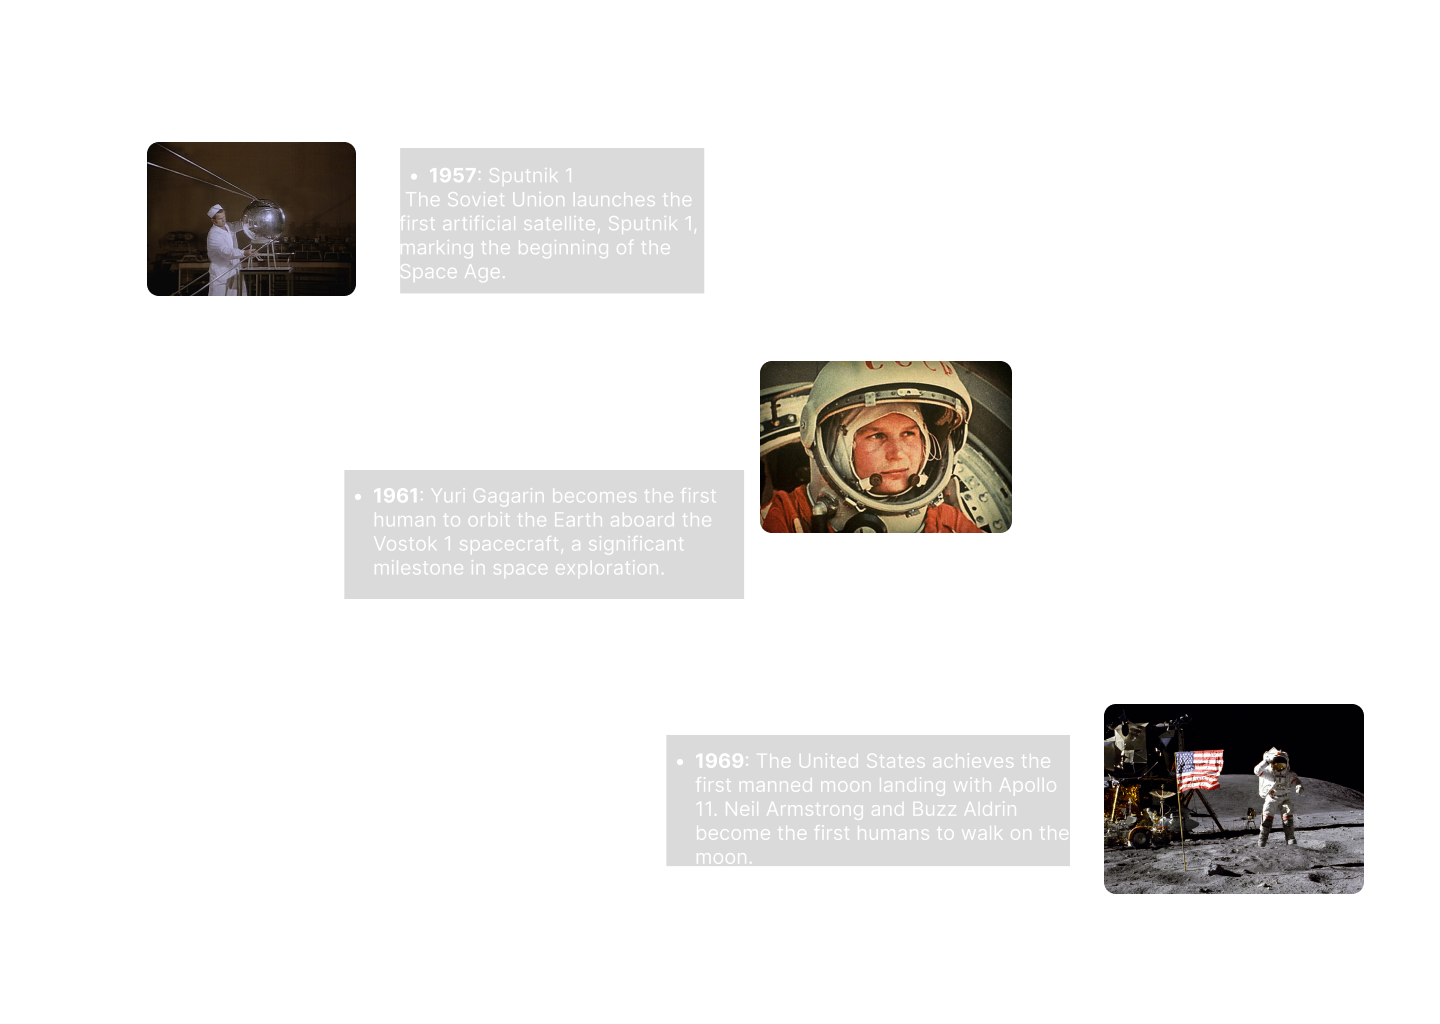 • 1957: Sputnik 1
The Soviet Union launches the
first artificial satellite, Sputnik 1,
marking the beginning of the
Space Age.
• 1961: Yuri Gagarin becomes the first
human to orbit the Earth aboard the
Vostok 1 spacecraft, a significant
milestone in space exploration.
• 1969: The United States achieves the
first manned moon landing with Apollo
11. Neil Armstrong and Buzz Aldrin
become the first humans to walk on the
moon.